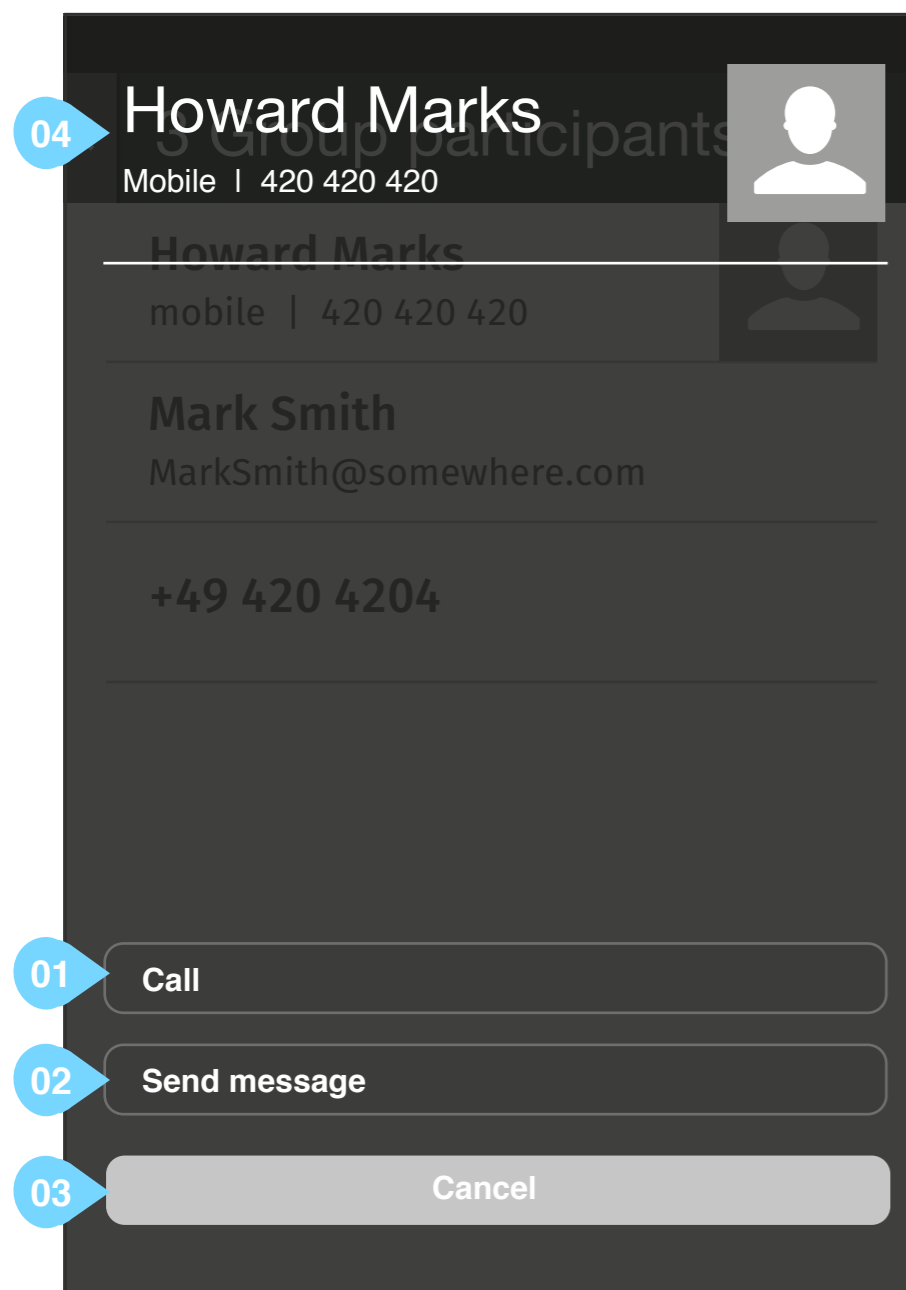 Howard Marks
3 Group participants
04
Mobile | 420 420 420
Howard Marks
mobile | 420 420 420
Mark Smith
MarkSmith@somewhere.com
+49 420 4204
01
Call
02
Send message
03
Cancel